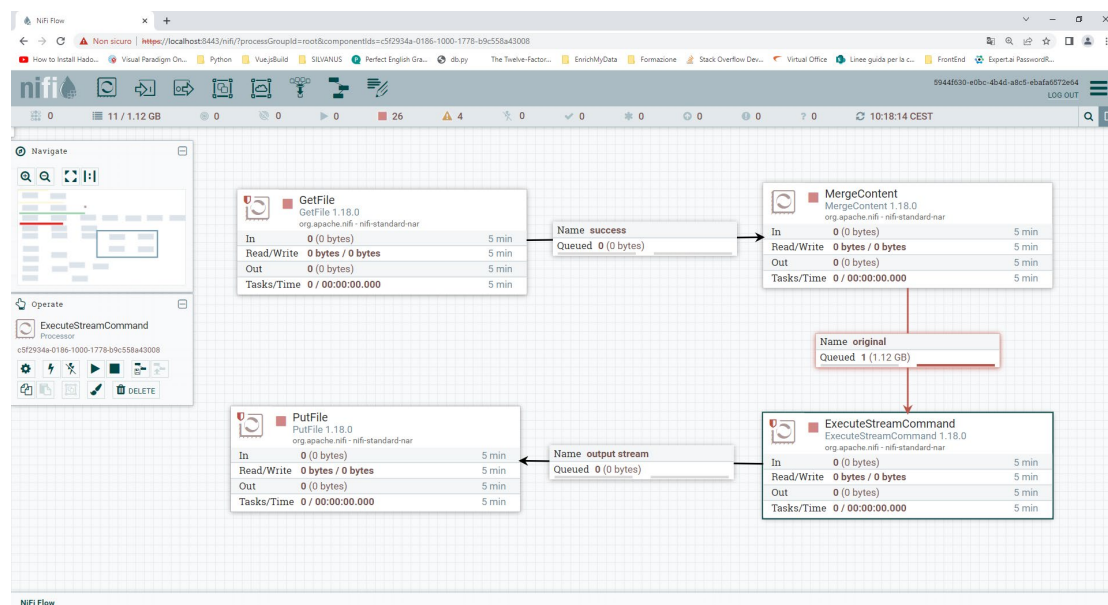 NiFi Flow
Non sicuro | https://localhost:8443/nifi/?processGroupId=root&componentIds=c5f2934a-0186-1000-1778-b9c558a43008
How to Install Hado... Visual Paradigm On... Python VuejsBuild SILVANUS Perfect English Gra... db.py The Twelve-Factor... EnrichMyData Formazione Stack Overflow Dev... Virtual Office Linee guida per la c... FrontEnd Expert.ai PasswordR...
nifi
5944f630-e0bc-4b4d-a8c5-ebafa6572e64
LOG OUT
0 11 / 1.12 GB 0 0 0 26 4 0 0 0 0 0 0 10:18:14 CEST
Navigate
Operate
ExecuteStreamCommand
Processor
c5f2934a-0186-1000-1778-b9c558a43008
DELETE
GetFile
GetFile 1.18.0
org.apache.nifi - nifi-standard-nar
In 0 (0 bytes) 5 min
Read/Write 0 bytes / 0 bytes 5 min
Out 0 (0 bytes) 5 min
Tasks/Time 0 / 00:00:00.000 5 min
Name success
Queued 0 (0 bytes)
MergeContent
MergeContent 1.18.0
org.apache.nifi - nifi-standard-nar
In 0 (0 bytes) 5 min
Read/Write 0 bytes / 0 bytes 5 min
Out 0 (0 bytes) 5 min
Tasks/Time 0 / 00:00:00.000 5 min
Name original
Queued 1 (1.12 GB)
PutFile
PutFile 1.18.0
org.apache.nifi - nifi-standard-nar
In 0 (0 bytes) 5 min
Read/Write 0 bytes / 0 bytes 5 min
Out 0 (0 bytes) 5 min
Tasks/Time 0 / 00:00:00.000 5 min
Name output stream
Queued 0 (0 bytes)
ExecuteStreamCommand
ExecuteStreamCommand 1.18.0
org.apache.nifi - nifi-standard-nar
In 0 (0 bytes) 5 min
Read/Write 0 bytes / 0 bytes 5 min
Out 0 (0 bytes) 5 min
Tasks/Time 0 / 00:00:00.000 5 min
NiFi Flow